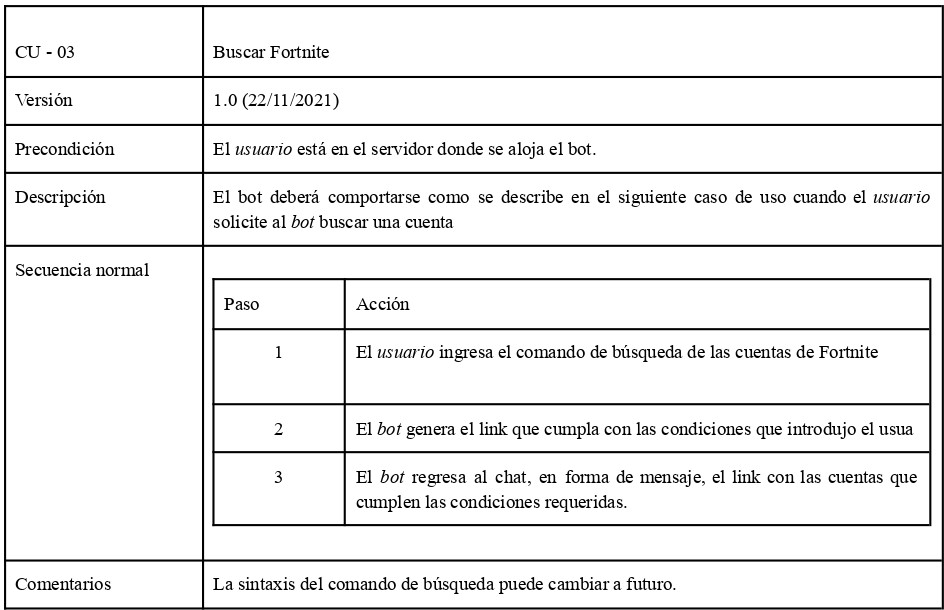 CU - 03
Buscar Fortnite
Versión
1.0 (22/11/2021)
Precondición
El usuario está en el servidor donde se aloja el bot.
Descripción
El bot deberá comportarse como se describe en el siguiente caso de uso cuando el usuario
solicite al bot buscar una cuenta
Secuencia normal
Paso
Acción
1
El usuario ingresa el comando de búsqueda de las cuentas de Fortnite
2
El bot genera el link que cumpla con las condiciones que introdujo el usua
3
El bot regresa al chat, en forma de mensaje, el link con las cuentas que
cumplen las condiciones requeridas.
Comentarios
La sintaxis del comando de búsqueda puede cambiar a futuro.